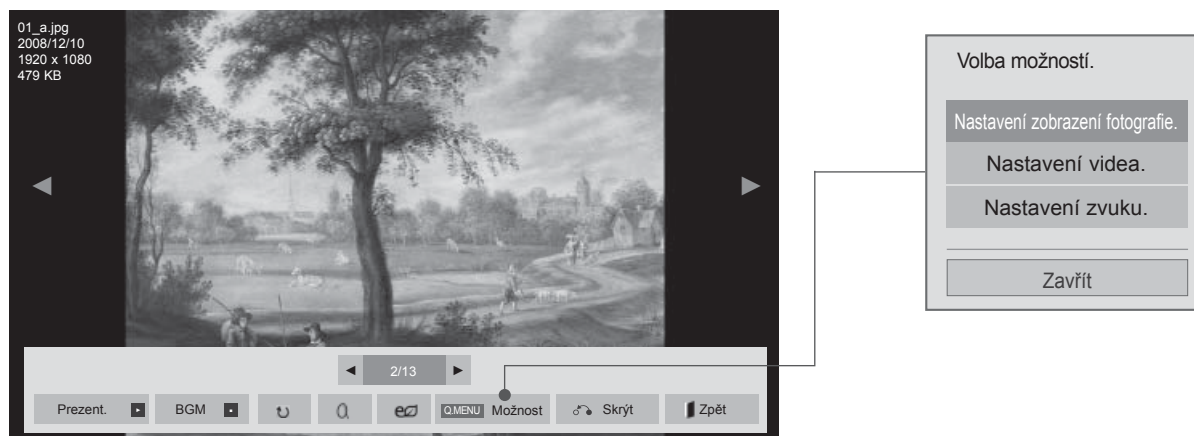 01_a.jpg
2008/12/10
1920 x 1080
479 KB
2/13
Prezent. BGM Q.MENU Možnost Skrýt Zpět
Volba možností.
Nastavení zobrazení fotografie.
Nastavení videa.
Nastavení zvuku.
Zavřít